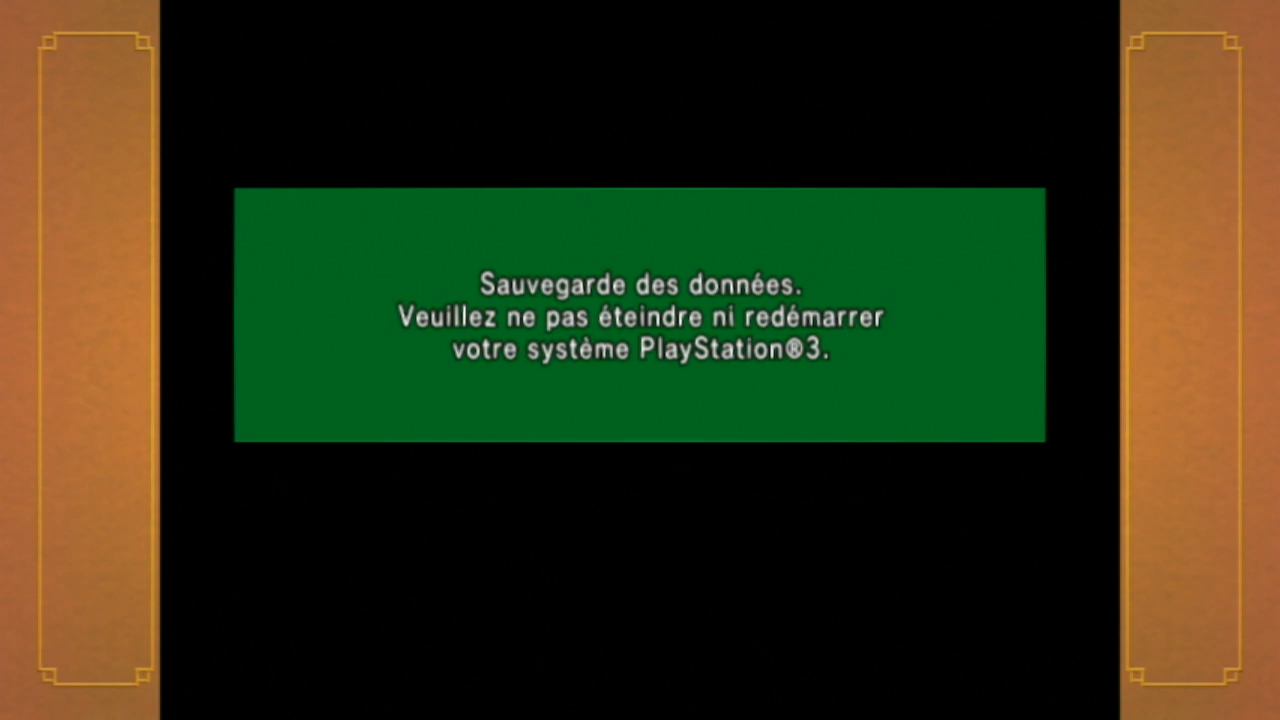 Sauvegarde des données.
Veuillez ne pas éteindre ni redémarrer
votre système PlayStation®3.